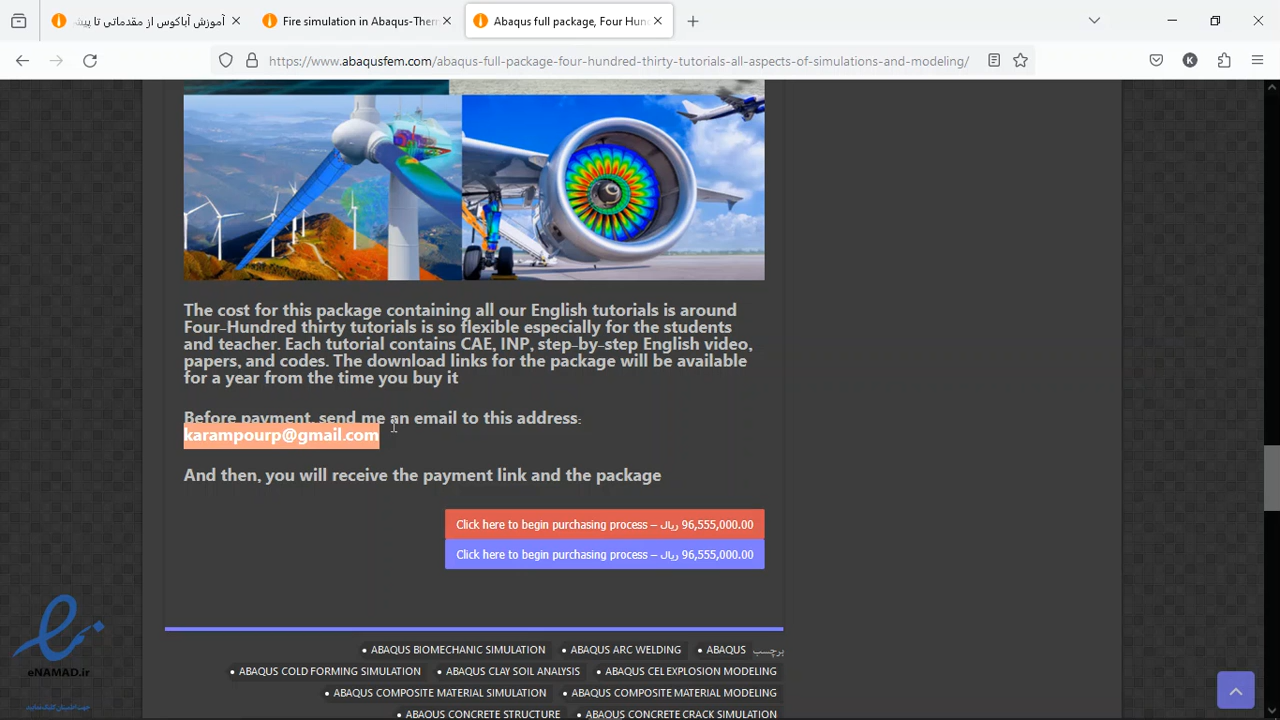 آموزش آباکوس از مقدماتی تا پیش
Fire simulation in Abaqus-Ther
Abaqus full package, Four Hun
https://www.abaqusfem.com/abaqus-full-package-four-hundred-thirty-tutorials-all-aspects-of-simulations-and-modeling/
K
The cost for this package containing all our English tutorials is around
Four-Hundred thirty tutorials is so flexible especially for the students
and teacher. Each tutorial contains CAE, INP, step-by-step English video,
papers, and codes. The download links for the package will be available
for a year from the time you buy it
Before payment, send me an email to this address:
karampourp@gmail.com
And then, you will receive the payment link and the package
Click here to begin purchasing process – ریال 96,555,000.00
Click here to begin purchasing process – ریال 96,555,000.00
eNAMAD.ir
برچسب ABAQUS • ABAQUS ARC WELDING • ABAQUS BIOMECHANIC SIMULATION •
ABAQUS CEL EXPLOSION MODELING • ABAQUS CLAY SOIL ANALYSIS • ABAQUS COLD FORMING SIMULATION •
ABAQUS COMPOSITE MATERIAL MODELING • ABAQUS COMPOSITE MATERIAL SIMULATION •
ABAQUS CONCRETE CRACK SIMULATION • ABAQUS CONCRETE STRUCTURE •